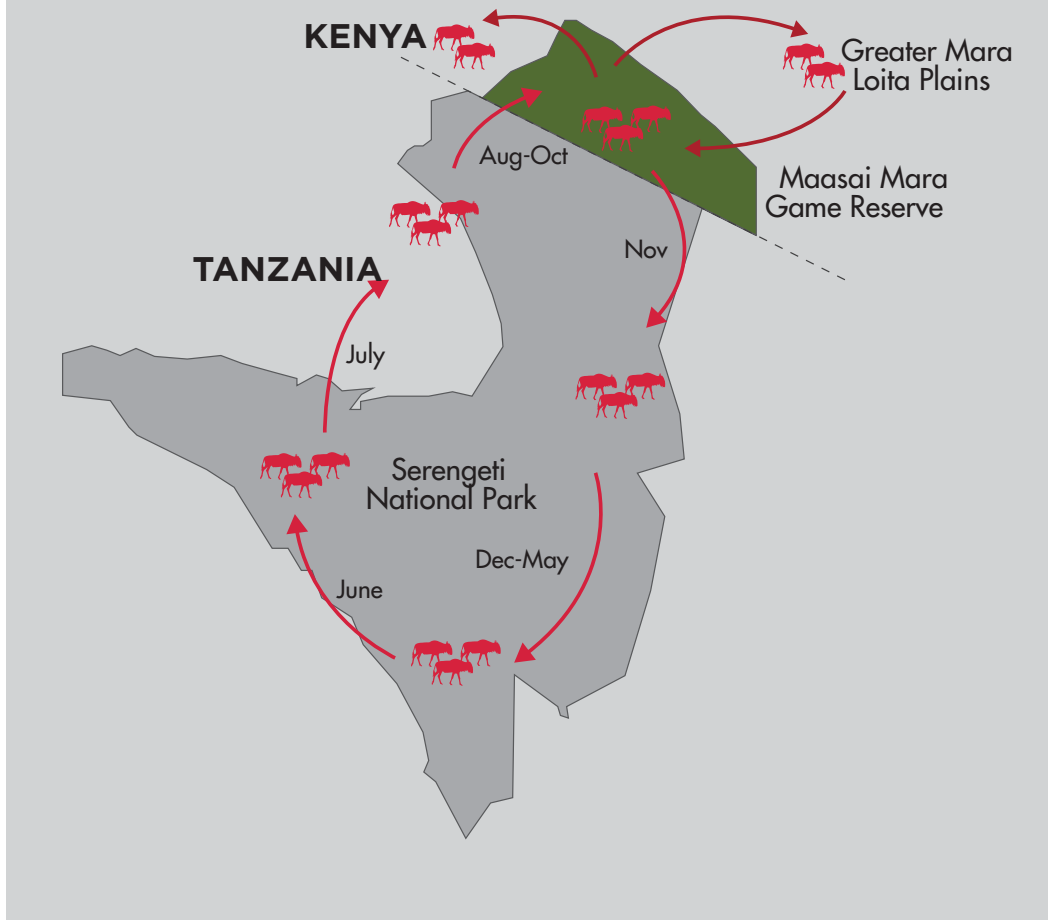 KENYA
Greater Mara
Loita Plains
Aug-Oct
Maasai Mara
Game Reserve
Nov
TANZANIA
July
Serengeti
National Park
Dec-May
June